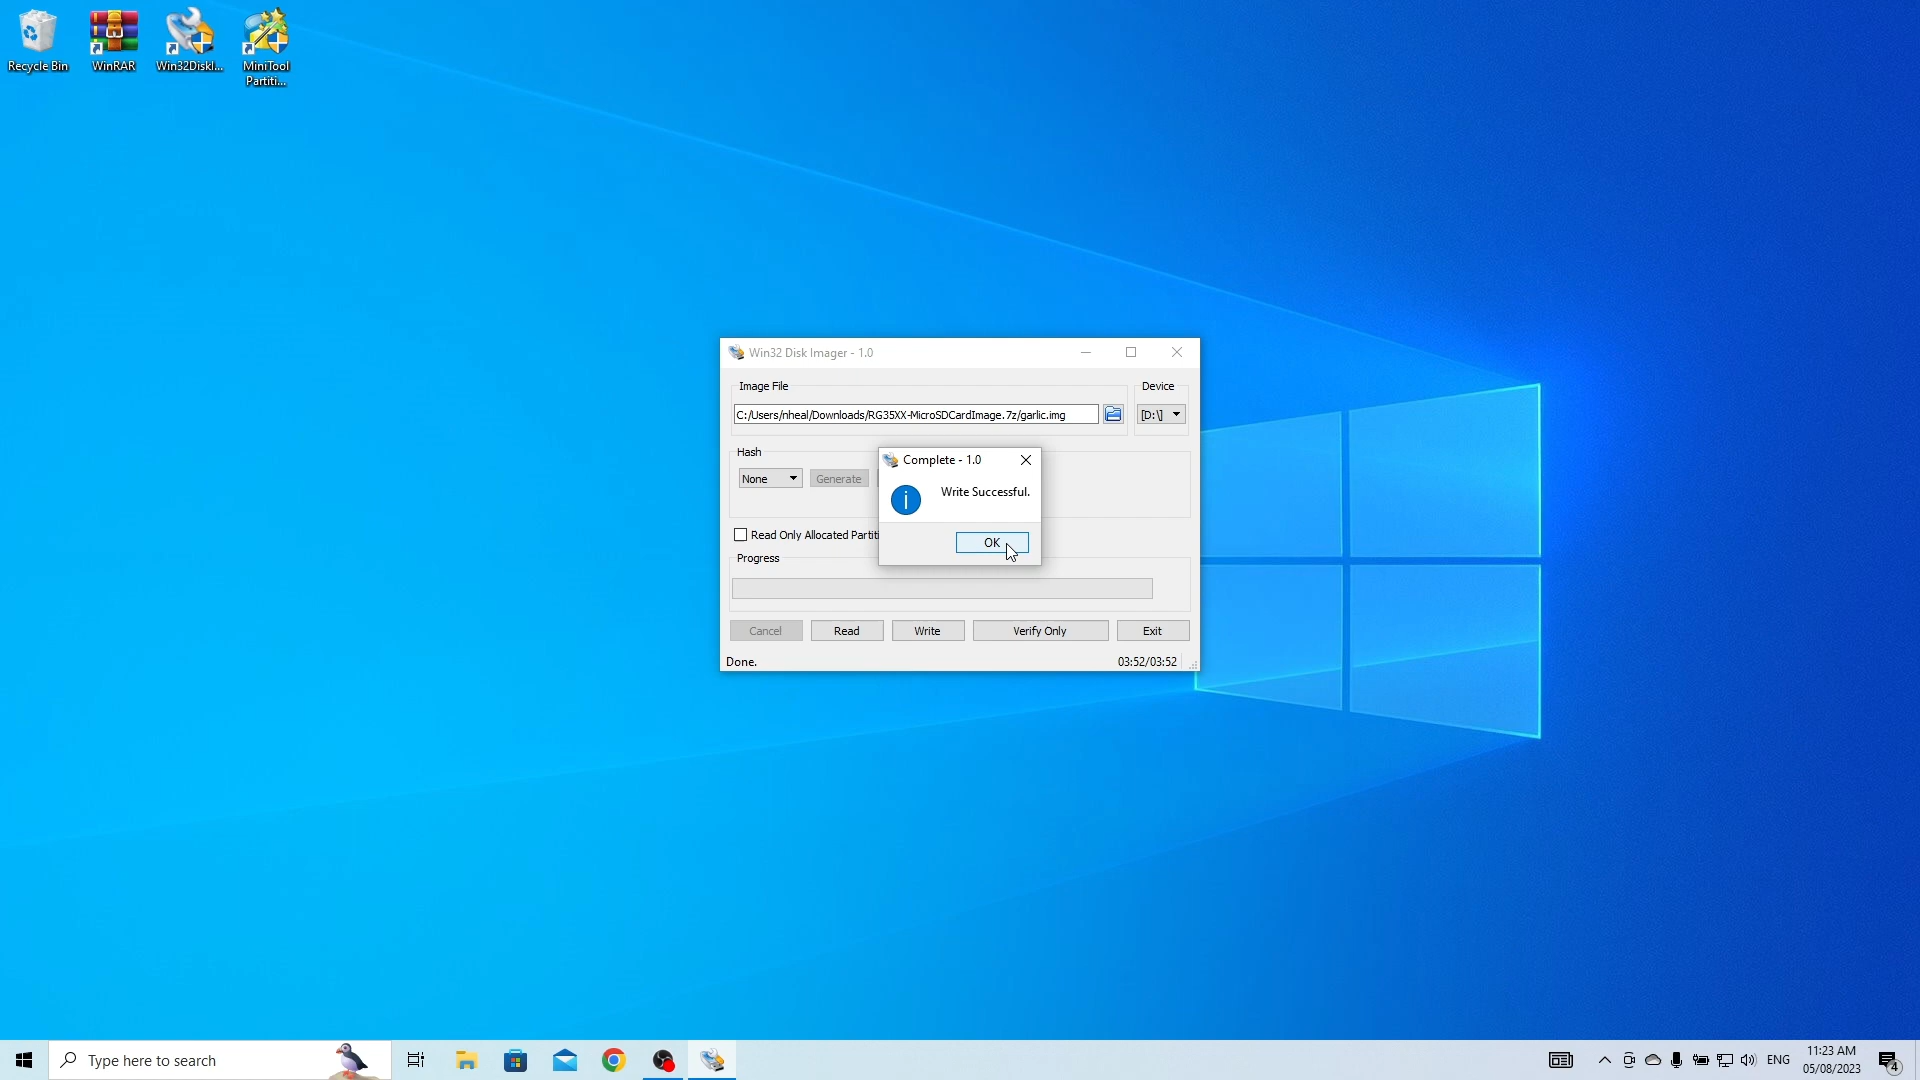 Recycle Bin
WinRAR
Win32DiskI...
MiniTool
Partiti...
Win32 Disk Imager - 1.0
Image File
Device
C:/Users/nheal/Downloads/RG35XX-MicroSDCardImage.7z/garlic.img
[D:\]
Hash
None
Generate
Complete - 1.0
Write Successful.
OK
Read Only Allocated Partiti
Progress
Cancel
Read
Write
Verify Only
Exit
Done.
03:52/03:52
Type here to search
ENG
11:23 AM
05/08/2023
4